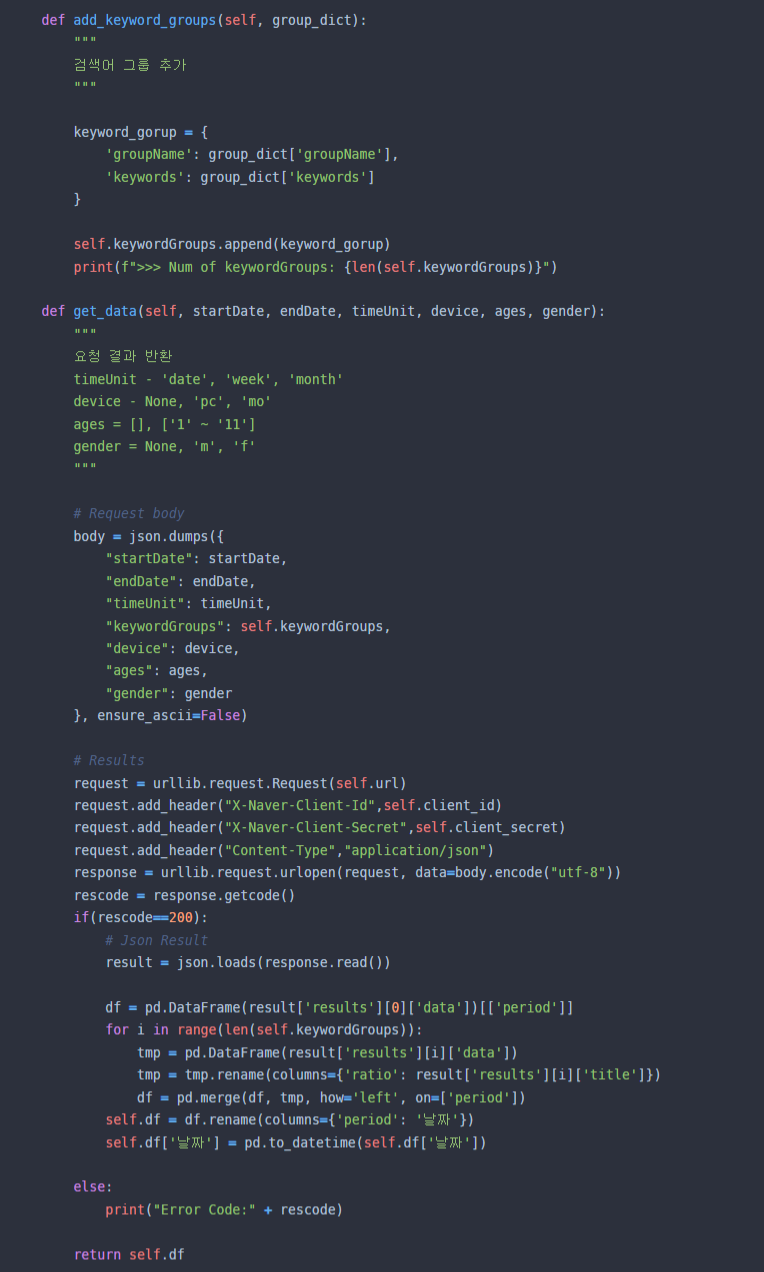 def add_keyword_groups(self, group_dict):
"""
검색어 그룹 추가
"""
keyword_gorup = {
'groupName': group_dict['groupName'],
'keywords': group_dict['keywords']
}
self.keywordGroups.append(keyword_gorup)
print(f">>> Num of keywordGroups: {len(self.keywordGroups)}")
def get_data(self, startDate, endDate, timeUnit, device, ages, gender):
"""
요청 결과 반환
timeUnit - 'date', 'week', 'month'
device - None, 'pc', 'mo'
ages = [], ['1' ~ '11']
gender = None, 'm', 'f'
"""
# Request body
body = json.dumps({
"startDate": startDate,
"endDate": endDate,
"timeUnit": timeUnit,
"keywordGroups": self.keywordGroups,
"device": device,
"ages": ages,
"gender": gender
}, ensure_ascii=False)
# Results
request = urllib.request.Request(self.url)
request.add_header("X-Naver-Client-Id",self.client_id)
request.add_header("X-Naver-Client-Secret",self.client_secret)
request.add_header("Content-Type","application/json")
response = urllib.request.urlopen(request, data=body.encode("utf-8"))
rescode = response.getcode()
if(rescode==200):
# Json Result
result = json.loads(response.read())
df = pd.DataFrame(result['results'][0]['data'])[['period']]
for i in range(len(self.keywordGroups)):
tmp = pd.DataFrame(result['results'][i]['data'])
tmp = tmp.rename(columns={'ratio': result['results'][i]['title']})
df = pd.merge(df, tmp, how='left', on=['period'])
self.df = df.rename(columns={'period': '날짜'})
self.df['날짜'] = pd.to_datetime(self.df['날짜'])
else:
print("Error Code:" + rescode)
return self.df